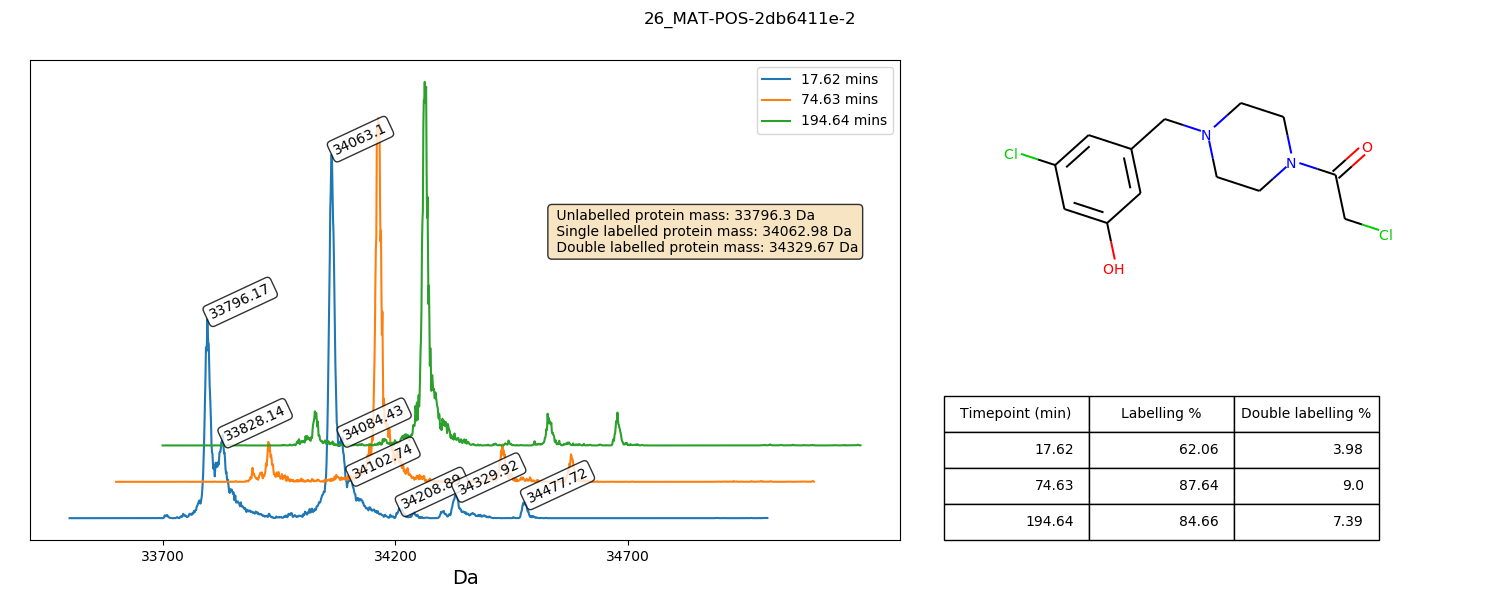 26_MAT-POS-2db6411e-2
17.62 mins
74.63 mins
194.64 mins
34063.1
33796.17
Unlabelled protein mass: 33796.3 Da
Single labelled protein mass: 34062.98 Da
Double labelled protein mass: 34329.67 Da
33828.14
34084.43
34102.74
34208.89
34329.92
34477.72
33700
34200
34700
Da
Cl
N
N
O
Cl
OH
Timepoint (min) Labelling % Double labelling %
17.62 62.06 3.98
74.63 87.64 9.0
194.64 84.66 7.39